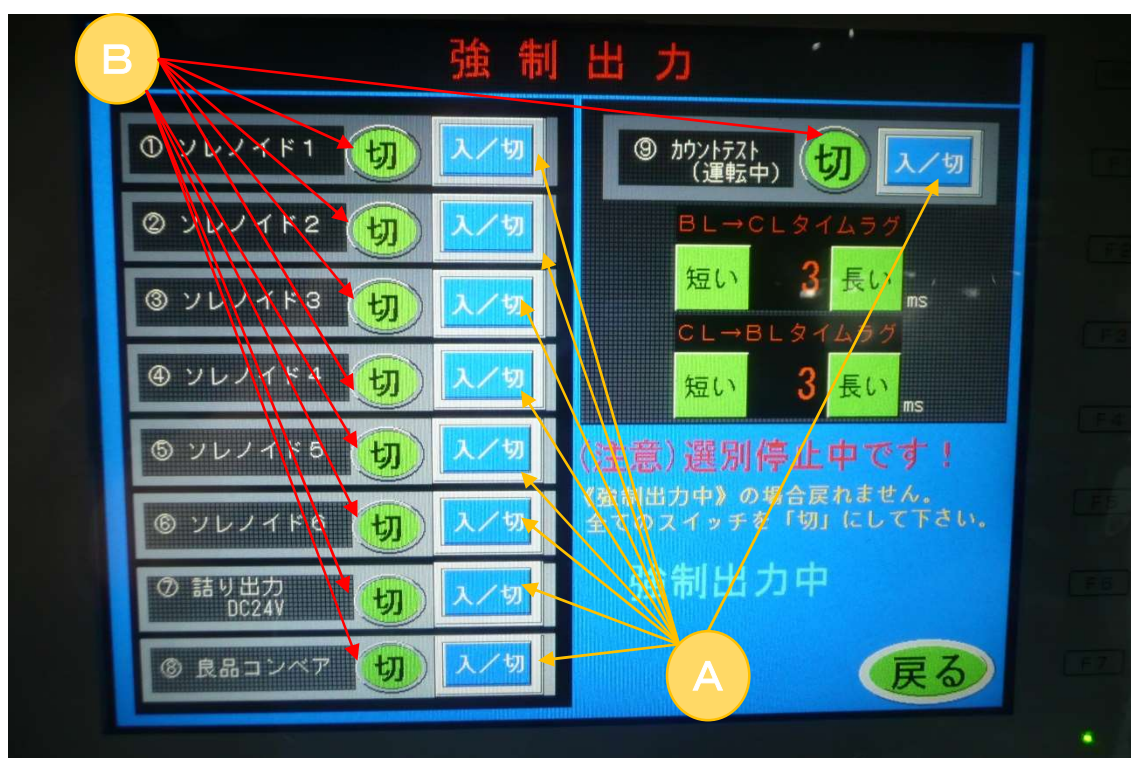 B
強制出力
① ソレノイド1 切 入／切
② ソレノイド2 切 入／切
③ ソレノイド3 切 入／切
④ ソレノイド4 切 入／切
⑤ ソレノイド5 切 入／切
⑥ ソレノイド6 切 入／切
⑦ 詰り出力 切 入／切
DC24V
⑧ 良品コンベア 切 入／切
⑨ カウントテスト 切 入／切
（運転中）
BL→CLタイムラグ
短い 3 長い ms
CL→BLタイムラグ
短い 3 長い ms
(注意)選別停止中です！
《強制出力中》の場合戻れません。
全てのスイッチを「切」にして下さい。
強制出力中
A
戻る
F3
F4
F5
F6
F7